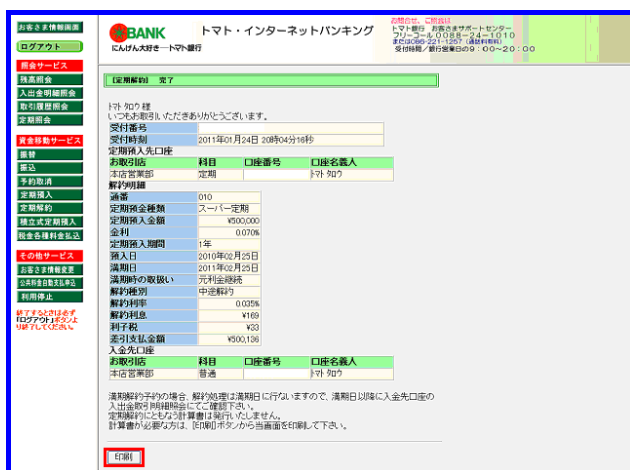 お客さま情報画面
ログアウト
照会サービス
残高照会
入出金明細照会
取引履歴照会
定期照会
資金移動サービス
振替
振込
予約取消
定期預入
定期解約
積立式定期預入
税金各種料金払込
その他サービス
お客さま情報変更
公共料金自動支払申込
利用停止
終了するときは必ず
「ログアウト」ボタンよ
り終了してください。
BANK
にんげん大好き―トマト銀行
トマト・インターネットバンキング
お問合せ、ご照会は
トマト銀行 お客さまサポートセンター
フリーコール 0088-24-1010
または086-221-1257（通話料有料）
受付時間／銀行営業日の9：00～20：00
【定期解約】 完了
トマト タロウ 様
いつもお取引いただきありがとうございます。
受付番号
受付時刻 2011年01月24日 20時04分16秒
定期預入先口座
お取引店 科目 口座番号 口座名義人
本店営業部 定期 トマト タロウ
解約明細
通番 010
定期預金種類 スーパー定期
定期預入金額 ¥500,000
金利 0.070%
定期預入期間 1年
預入日 2010年02月25日
満期日 2011年02月25日
満期時の取扱い 元利金継続
解約種別 中途解約
解約利率 0.035%
解約利息 ¥169
利子税 ¥33
差引支払金額 ¥500,136
入金先口座
お取引店 科目 口座番号 口座名義人
本店営業部 普通 トマト タロウ
満期解約予約の場合、解約処理は満期日に行ないますので、満期日以降に入金先口座の
入出金取引明細照会にてご確認下さい。
定期解約にともなう計算書は発行いたしません。
計算書が必要な方は、[印刷]ボタンから当画面を印刷して下さい。
印刷